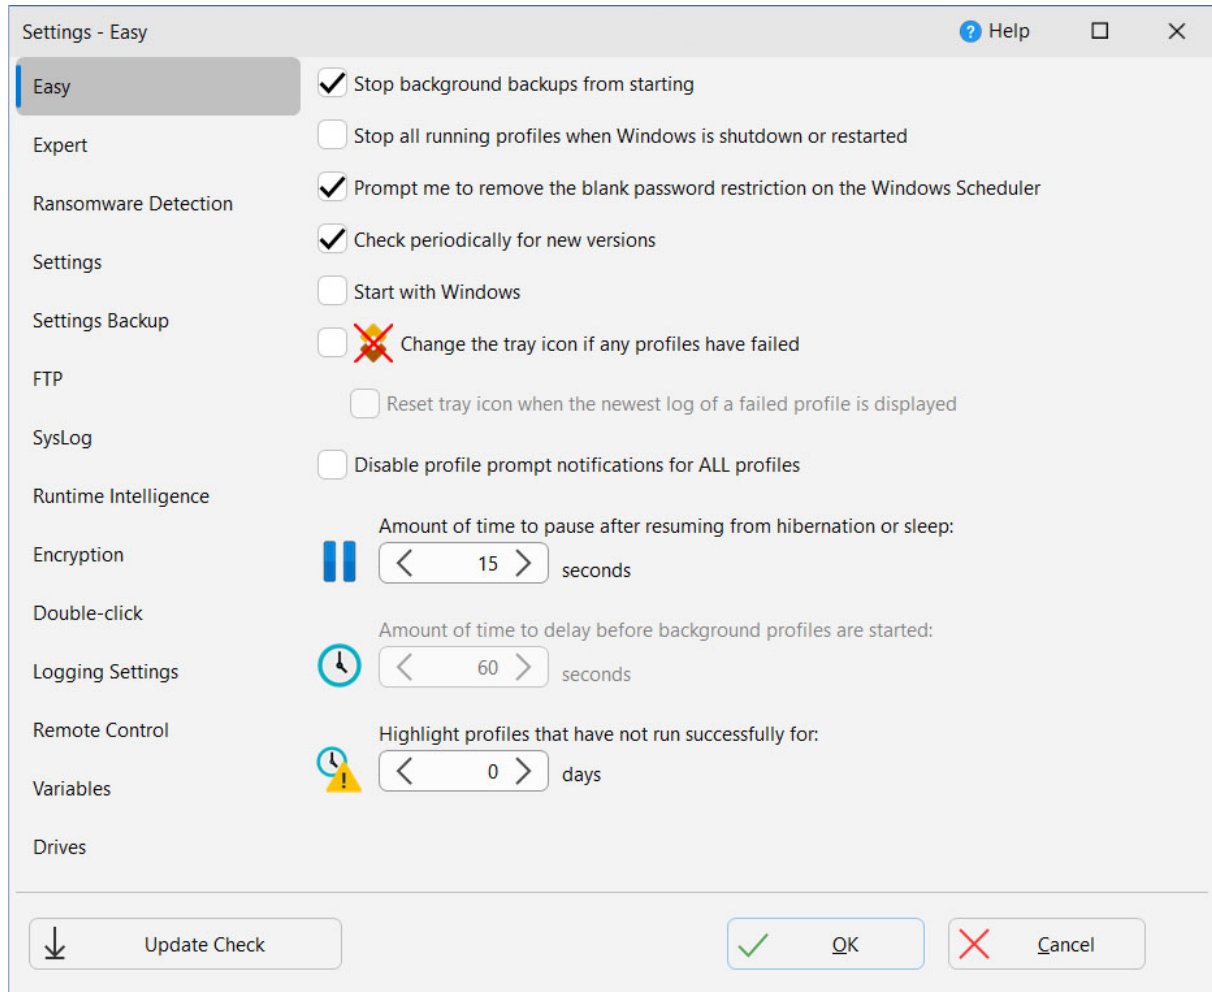 Settings - Easy
? Help
Easy
Expert
Ransomware Detection
Settings
Settings Backup
FTP
SysLog
Runtime Intelligence
Encryption
Double-click
Logging Settings
Remote Control
Variables
Drives
Stop background backups from starting
Stop all running profiles when Windows is shutdown or restarted
Prompt me to remove the blank password restriction on the Windows Scheduler
Check periodically for new versions
Start with Windows
Change the tray icon if any profiles have failed
Reset tray icon when the newest log of a failed profile is displayed
Disable profile prompt notifications for ALL profiles
Amount of time to pause after resuming from hibernation or sleep:
15 seconds
Amount of time to delay before background profiles are started:
60 seconds
Highlight profiles that have not run successfully for:
0 days
Update Check
OK
Cancel